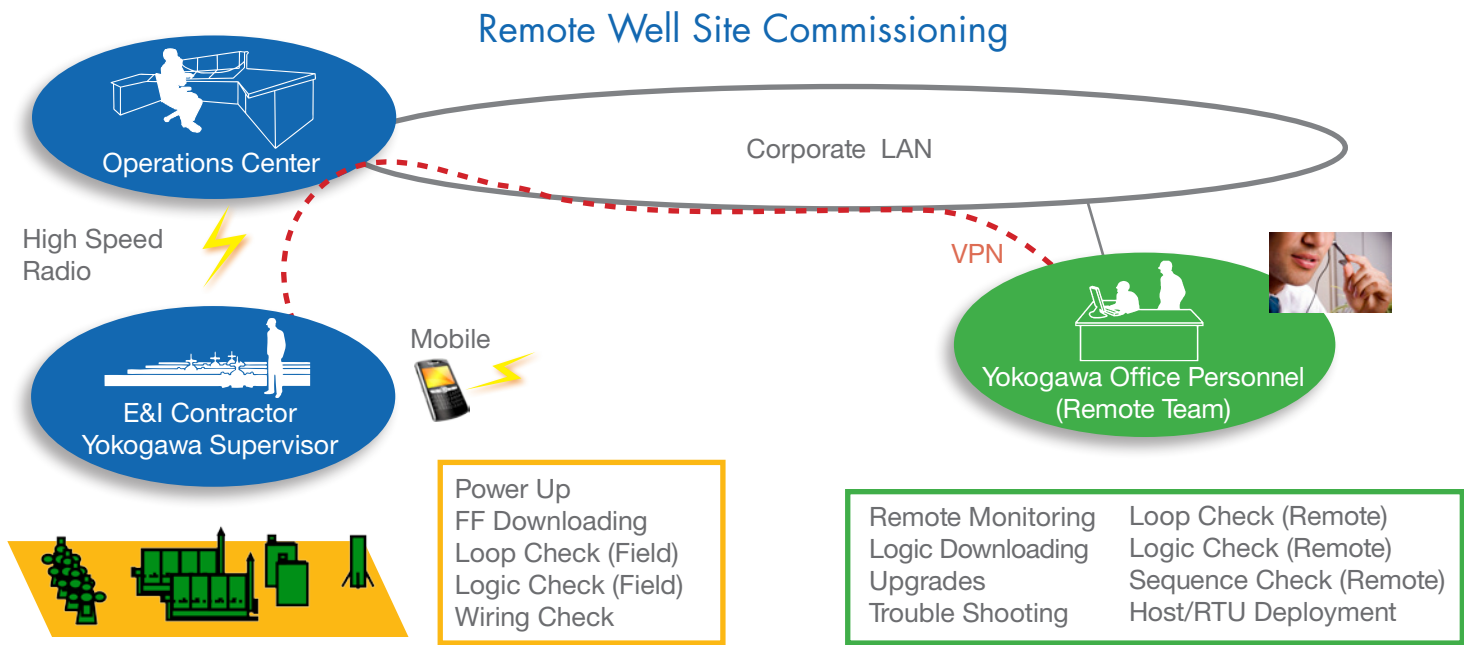 Remote Well Site Commissioning
Operations Center
Corporate LAN
High Speed
Radio
VPN
Mobile
E&I Contractor
Yokogawa Supervisor
Yokogawa Office Personnel
(Remote Team)
Power Up
FF Downloading
Loop Check (Field)
Logic Check (Field)
Wiring Check
Remote Monitoring
Logic Downloading
Upgrades
Trouble Shooting
Loop Check (Remote)
Logic Check (Remote)
Sequence Check (Remote)
Host/RTU Deployment